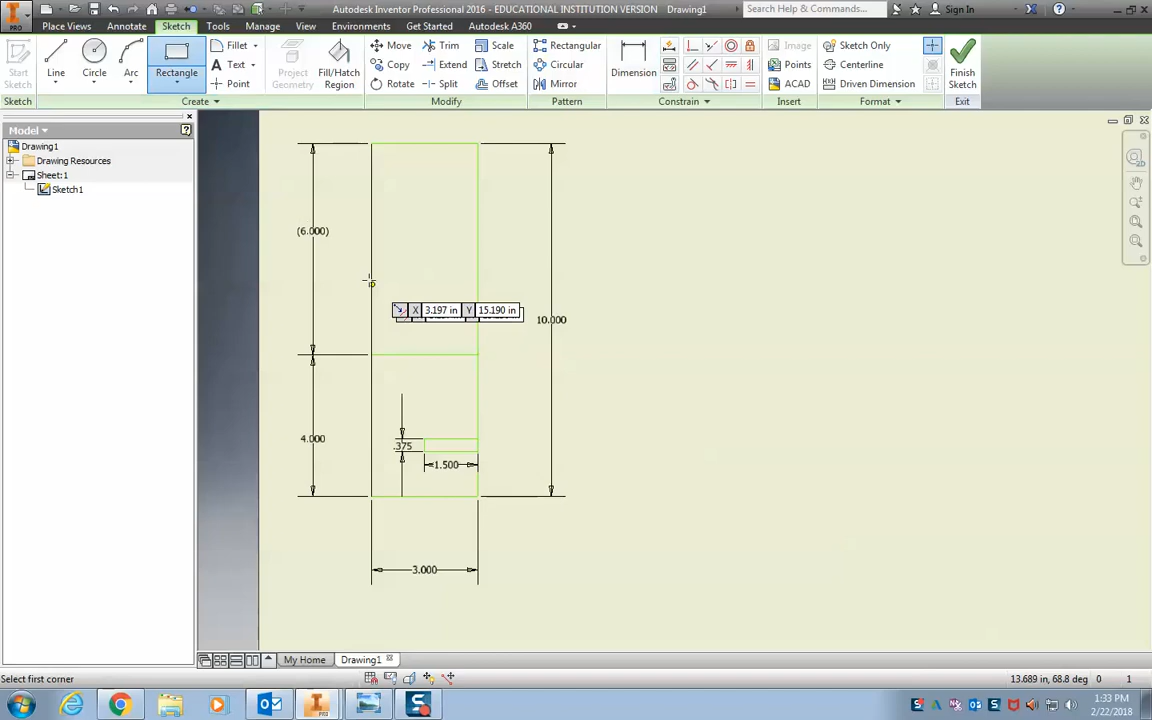 Autodesk Inventor Professional 2016 - EDUCATIONAL INSTITUTION VERSION Drawing1
Search Help & Commands...
Sign In
PRO
Place Views Annotate Sketch Tools Manage View Environments Get Started Autodesk A360
Start Sketch
Line
Circle
Arc
Rectangle
Fillet
Text
Point
Project Geometry
Fill/Hatch Region
Move
Copy
Rotate
Trim
Extend
Split
Scale
Stretch
Offset
Rectangular
Circular
Mirror
Dimension
Image
Points
ACAD
Sketch Only
Centerline
Driven Dimension
Finish Sketch
Sketch Create Modify Pattern Constrain Insert Format Exit
Model
Drawing1
Drawing Resources
Sheet:1
Sketch1
(6.000)
X 3.197 in Y 15.190 in
10.000
4.000
.375
1.500
3.000
2D
My Home Drawing1
Select first corner
13.689 in, 68.8 deg 0 1
PRO
1:33 PM
2/22/2018